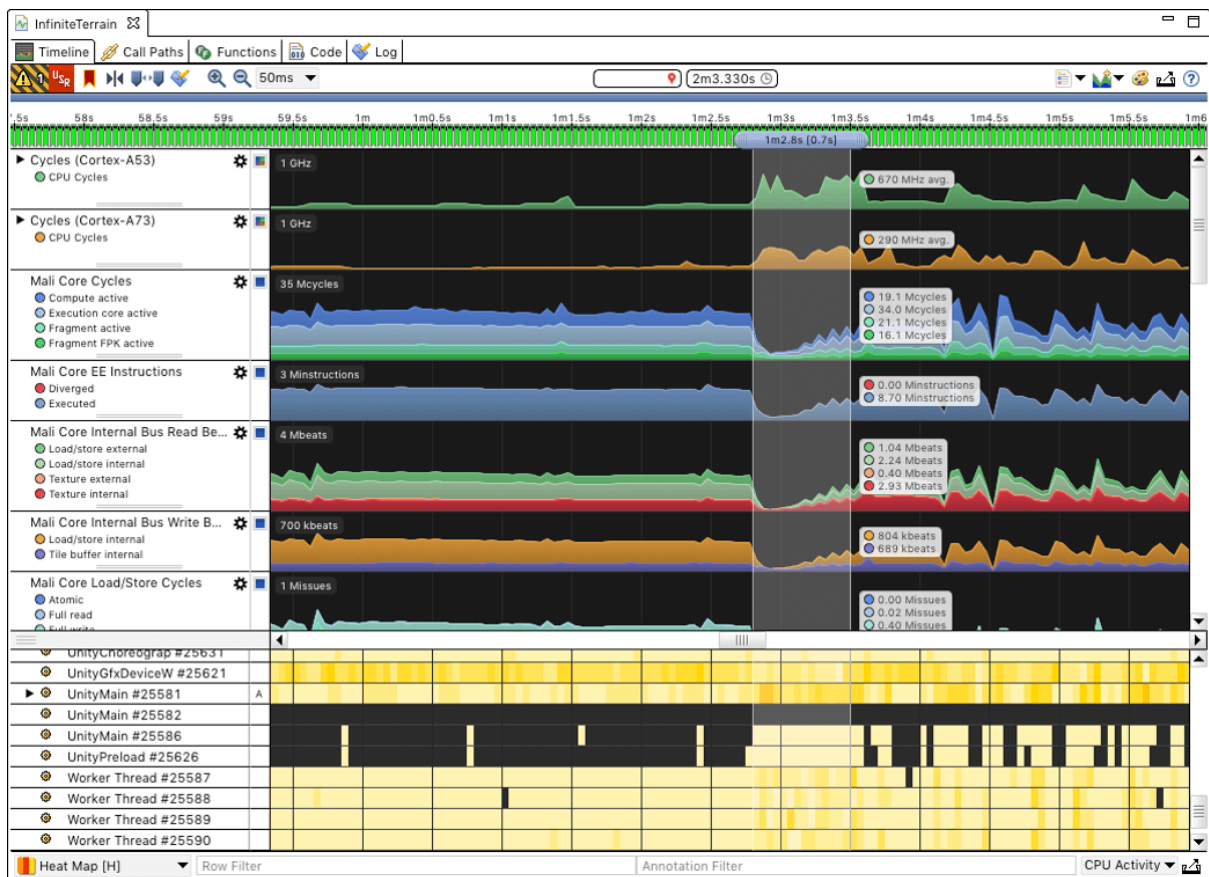 InfiniteTerrain
Timeline Call Paths Functions Code Log
1 USR 50ms 2m3.330s
.5s 58s 58.5s 59s 59.5s 1m 1m0.5s 1m1s 1m1.5s 1m2s 1m2.5s 1m3s 1m3.5s 1m4s 1m4.5s 1m5s 1m5.5s 1m6
1m2.8s [0.7s]
Cycles (Cortex-A53)
CPU Cycles
1 GHz
670 MHz avg.
Cycles (Cortex-A73)
CPU Cycles
1 GHz
290 MHz avg.
Mali Core Cycles
Compute active
Execution core active
Fragment active
Fragment FPK active
35 Mcycles
19.1 Mcycles
34.0 Mcycles
21.1 Mcycles
16.1 Mcycles
Mali Core EE Instructions
Diverged
Executed
3 Minstructions
0.00 Minstructions
8.70 Minstructions
Mali Core Internal Bus Read Be...
Load/store external
Load/store internal
Texture external
Texture internal
4 Mbeats
1.04 Mbeats
2.24 Mbeats
0.40 Mbeats
2.93 Mbeats
Mali Core Internal Bus Write B...
Load/store internal
Tile buffer internal
700 kbeats
804 kbeats
689 kbeats
Mali Core Load/Store Cycles
Atomic
Full read
Full write
1 Missues
0.00 Missues
0.02 Missues
0.40 Missues
UnityChoreograp #25631
UnityGfxDeviceW #25621
UnityMain #25581 A
UnityMain #25582
UnityMain #25586
UnityPreload #25626
Worker Thread #25587
Worker Thread #25588
Worker Thread #25589
Worker Thread #25590
Heat Map [H] Row Filter Annotation Filter CPU Activity